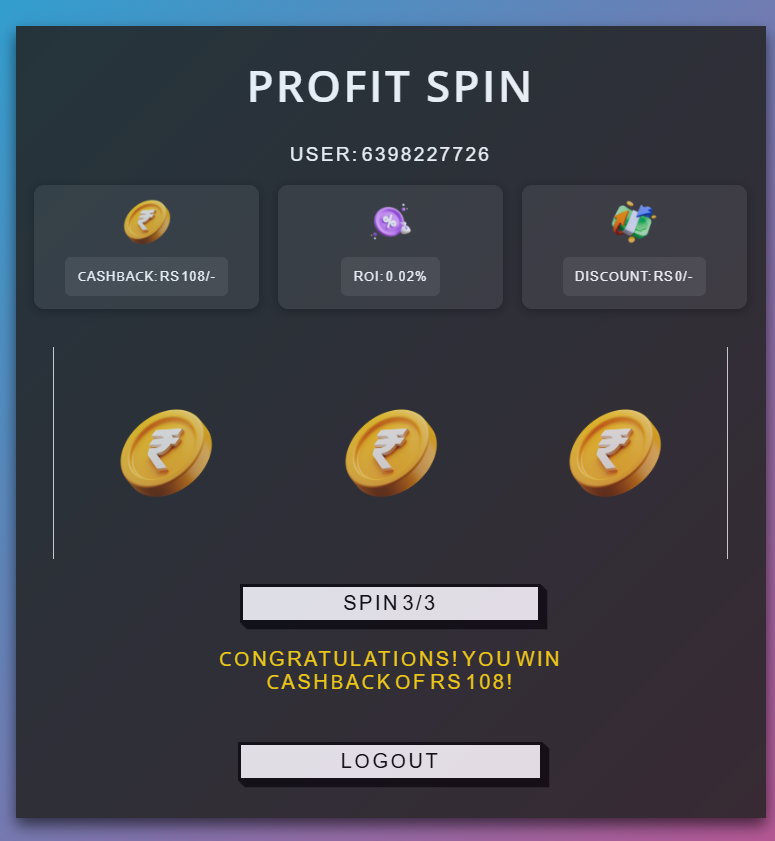 PROFIT SPIN
USER: 6398227726
CASHBACK: RS 108/-
ROI: 0.02%
DISCOUNT: RS 0/-
SPIN 3/3
CONGRATULATIONS! YOU WIN
CASHBACK OF RS 108!
LOGOUT